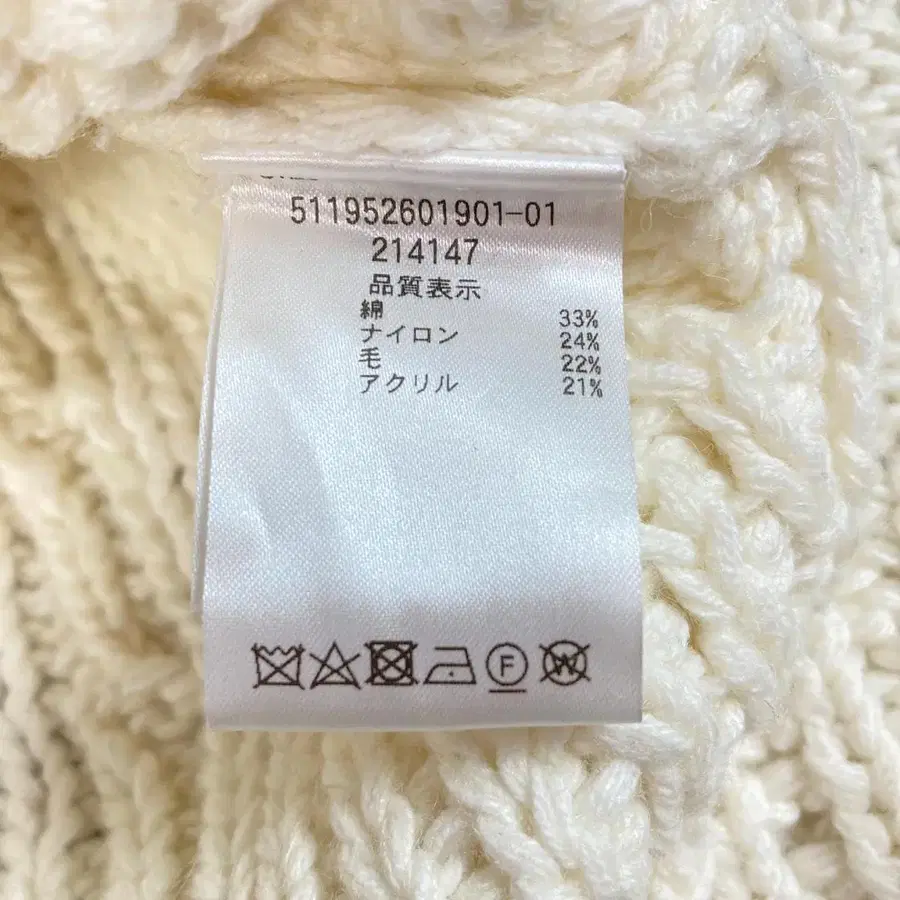 511952601901-01
214147
品質表示
綿 33%
ナイロン 24%
毛 22%
アクリル 21%
F W